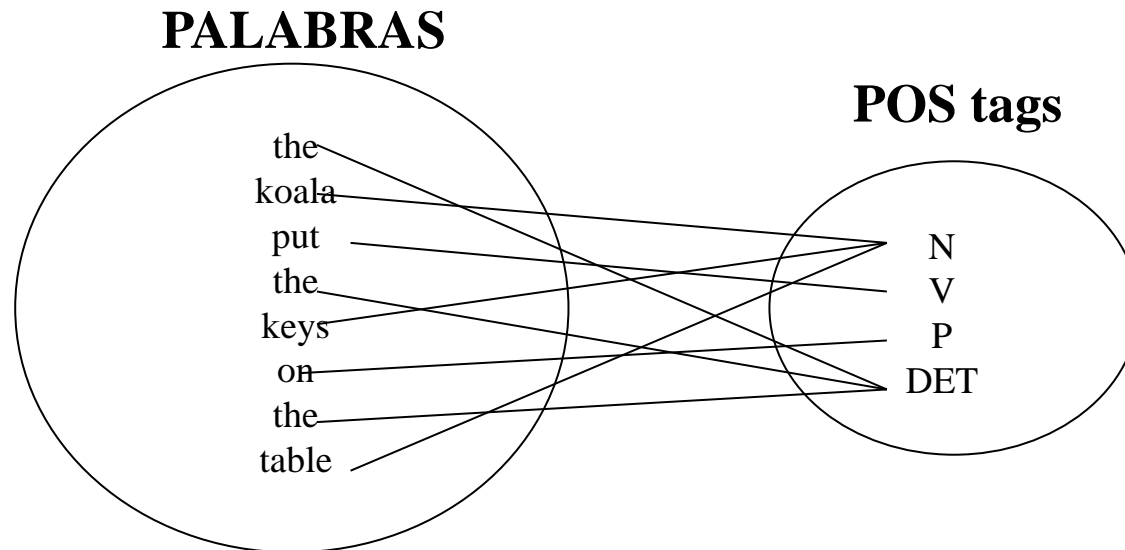 PALABRAS
the
koala
put
the
keys
on
the
table
POS tags
N
V
P
DET